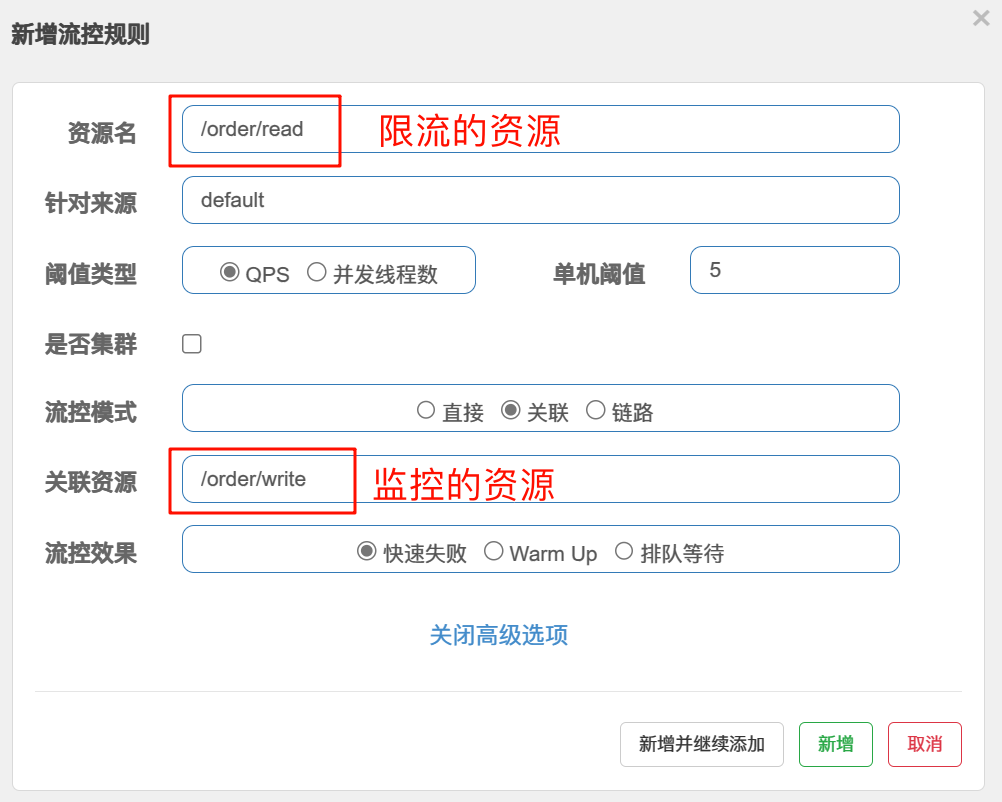 新增流控规则
×
资源名 /order/read 限流的资源
针对来源 default
阈值类型 QPS 并发线程数 单机阈值 5
是否集群
流控模式 直接 关联 链路
关联资源 /order/write 监控的资源
流控效果 快速失败 Warm Up 排队等待
关闭高级选项
新增并继续添加 新增 取消